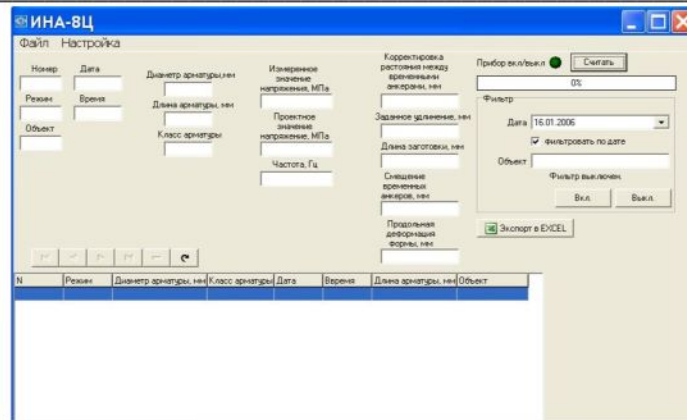 ИНА-8Ц
Файл Настройка
Номер Дата
Режим Время
Объект
Диаметр арматуры,мм
Длина арматуры, мм
Класс арматуры
Измеренное
значение
напряжения, МПа
Проектное
значение
напряжение, МПа
Частота, Гц
Корректировка
растояния между
временными
анкерами, мм
Заданное удлинение, мм
Длина заготовки, мм
Смещение
временных
анкеров, мм
Продольная
деформация
формы, мм
Прибор вкл/выкл Считать
0%
Фильтр
Дата 16.01.2006
Фильтровать по дате
Объект
Фильтр выключен
Вкл. Выкл.
Экспорт в EXCEL
N Режим Диаметр арматуры, мм Класс арматуры Дата Веремя Длина арматуры, мм Объект